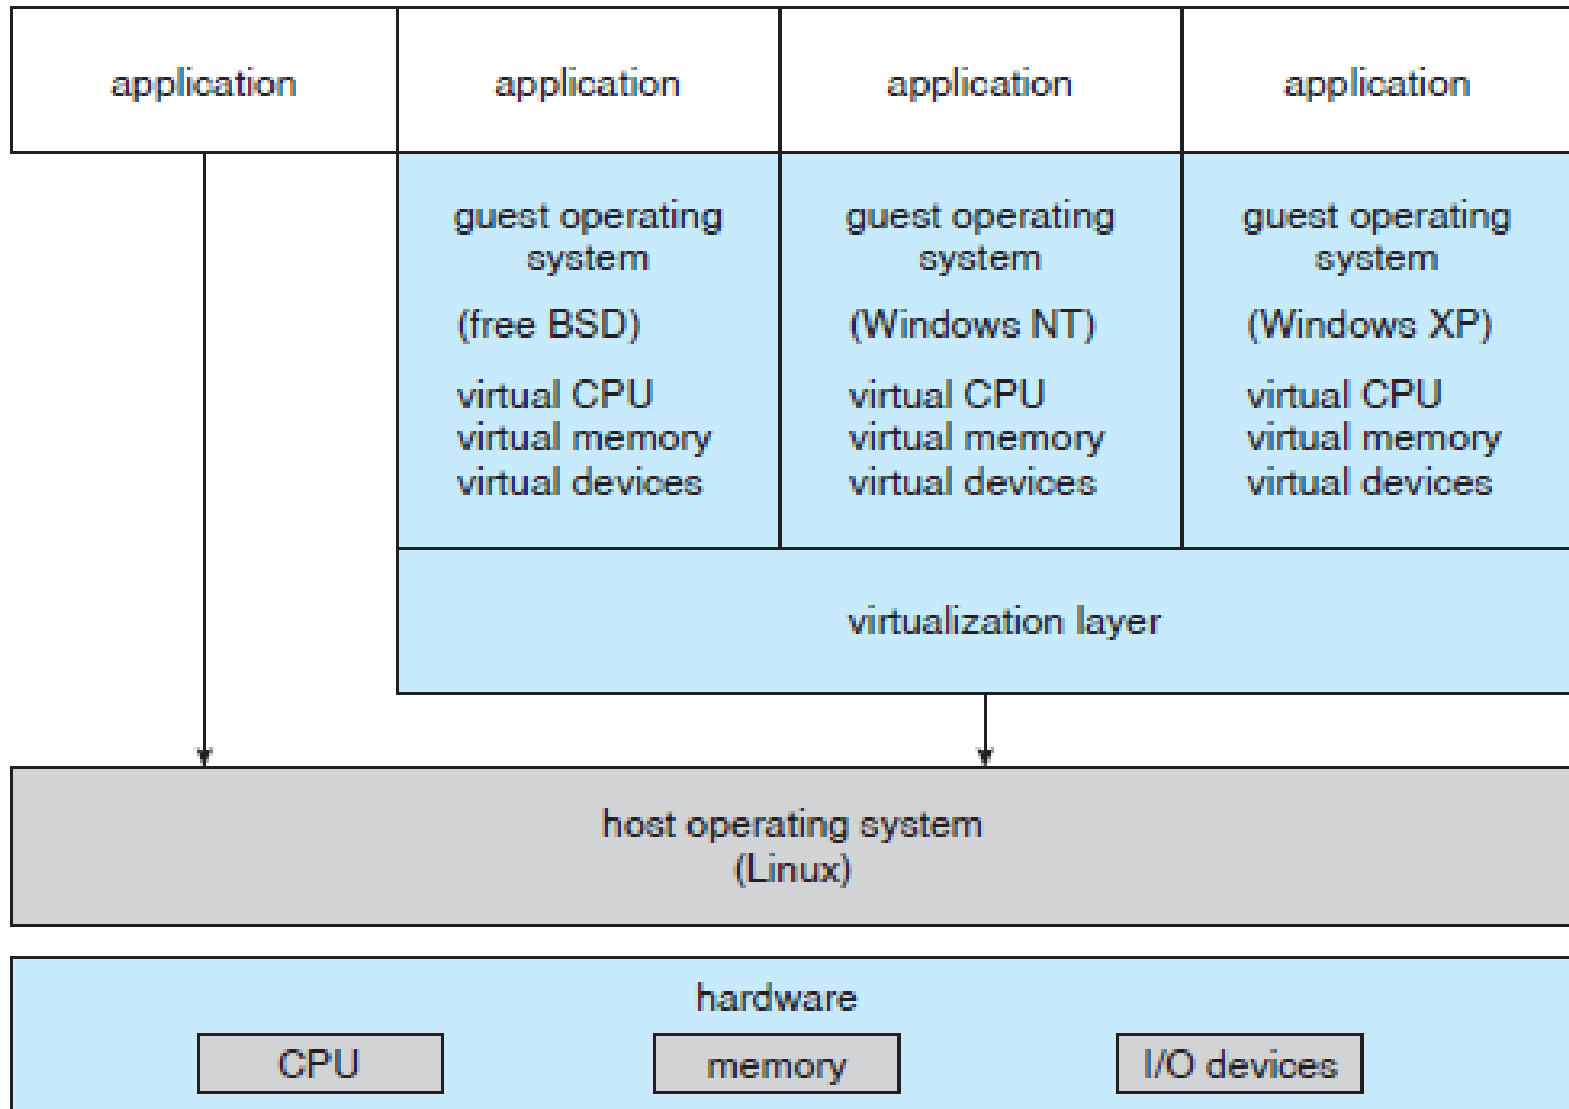 application
application
application
application
guest operating
system
(free BSD)
virtual CPU
virtual memory
virtual devices
guest operating
system
(Windows NT)
virtual CPU
virtual memory
virtual devices
guest operating
system
(Windows XP)
virtual CPU
virtual memory
virtual devices
virtualization layer
host operating system
(Linux)
hardware
CPU
memory
I/O devices